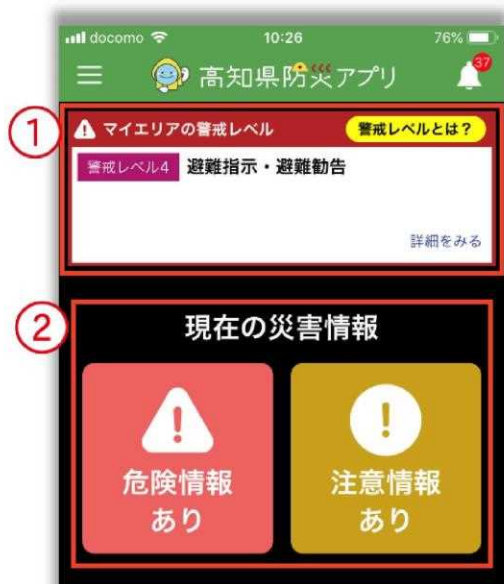 docomo 10:26 76%
高知県防災アプリ 37
① マイエリアの警戒レベル 警戒レベルとは?
警戒レベル4 避難指示・避難勧告
詳細をみる
② 現在の災害情報
危険情報 注意情報
あり あり